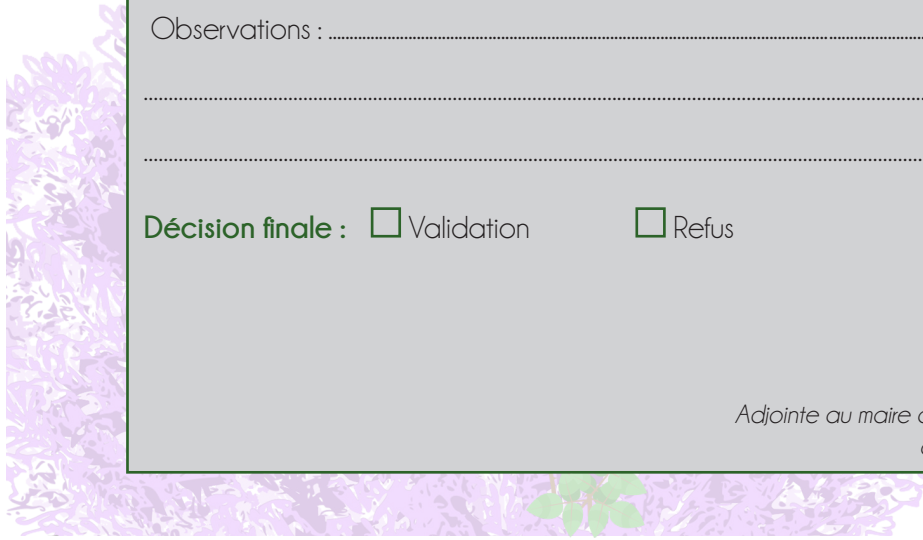 Observations : ........................................................................
........................................................................
........................................................................
Décision finale : ☐ Validation ☐ Refus
Adjointe au maire